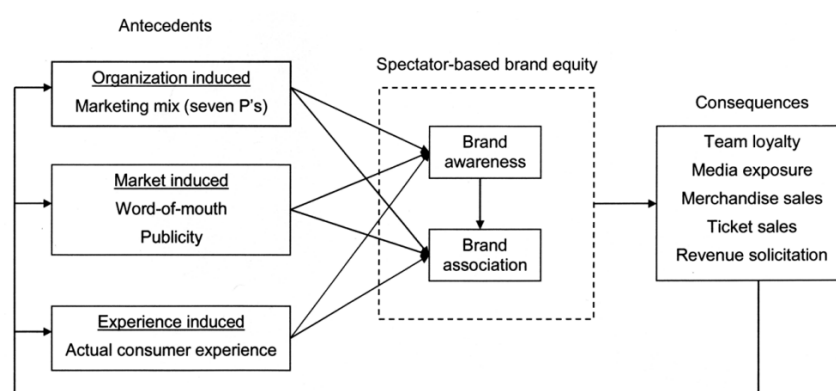 Antecedents
Organization induced
Marketing mix (seven P's)
Market induced
Word-of-mouth
Publicity
Experience induced
Actual consumer experience
Spectator-based brand equity
Brand
awareness
Brand
association
Consequences
Team loyalty
Media exposure
Merchandise sales
Ticket sales
Revenue solicitation